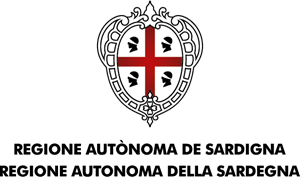 REGIONE AUTÒNOMA DE SARDIGNA
REGIONE AUTONOMA DELLA SARDEGNA